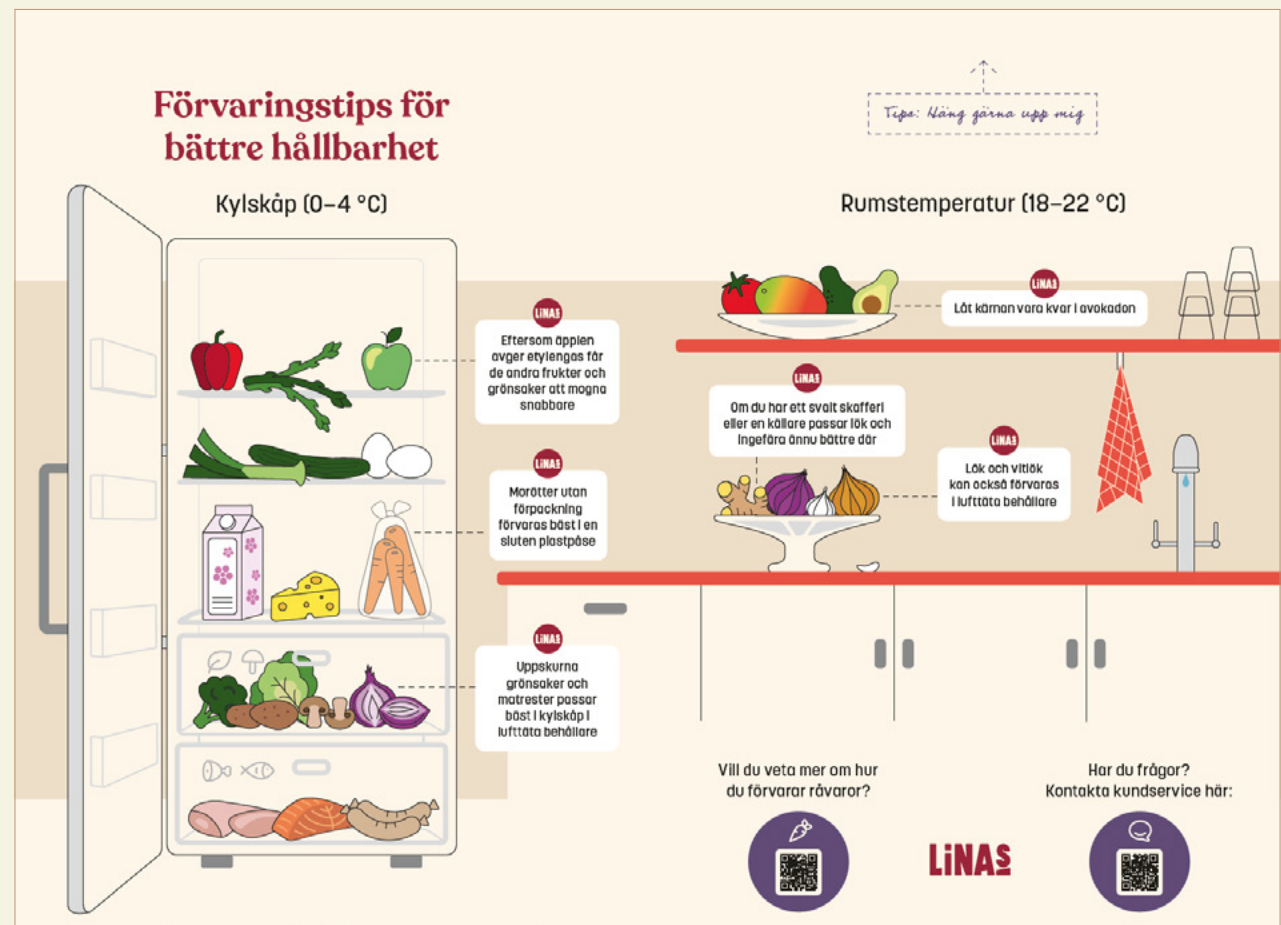 Förvaringstips för
bättre hållbarhet
Tips: Häng gärna upp mig
Kylskåp (0–4 °C)
Rumstemperatur (18–22 °C)
LINAS
Eftersom äpplen
avger etylengas får
de andra frukter och
grönsaker att mogna
snabbare
LINAS
Morötter utan
förpackning
förvaras bäst i en
sluten plastpåse
LINAS
Uppskurna
grönsaker och
matrester passar
bäst i kylskåp i
lufttäta behållare
LINAS
Låt kärnan vara kvar i avokadon
LINAS
Om du har ett svalt skafferi
eller en källare passar lök och
ingefära ännu bättre där
LINAS
Lök och vitlök
kan också förvaras
i lufttäta behållare
Vill du veta mer om hur
du förvarar råvaror?
LiNAS
Har du frågor?
Kontakta kundservice här: